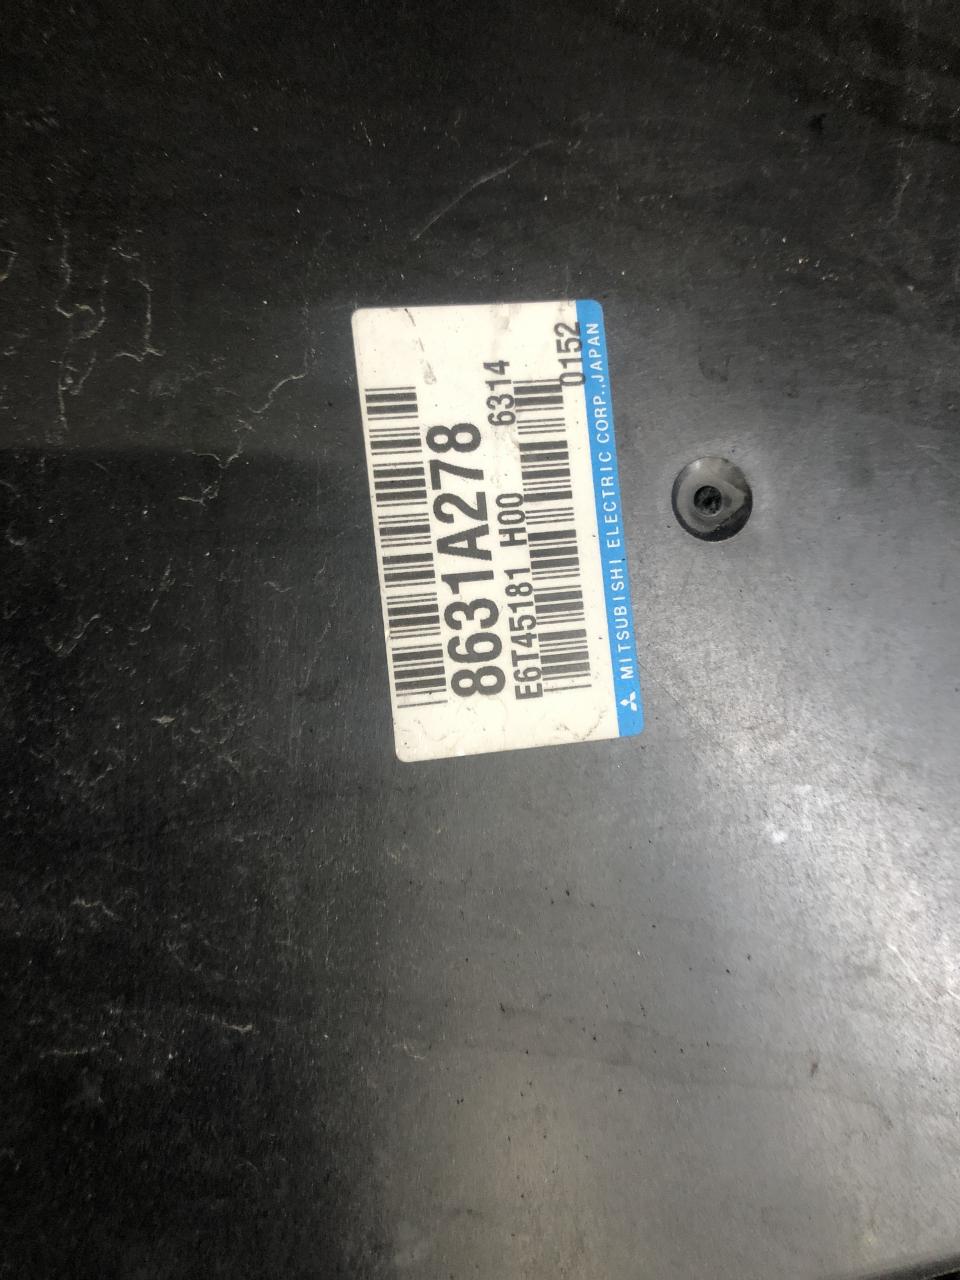 8631A278
E6T45181 H00 6314
0152
MITSUBISHI ELECTRIC CORP.,JAPAN